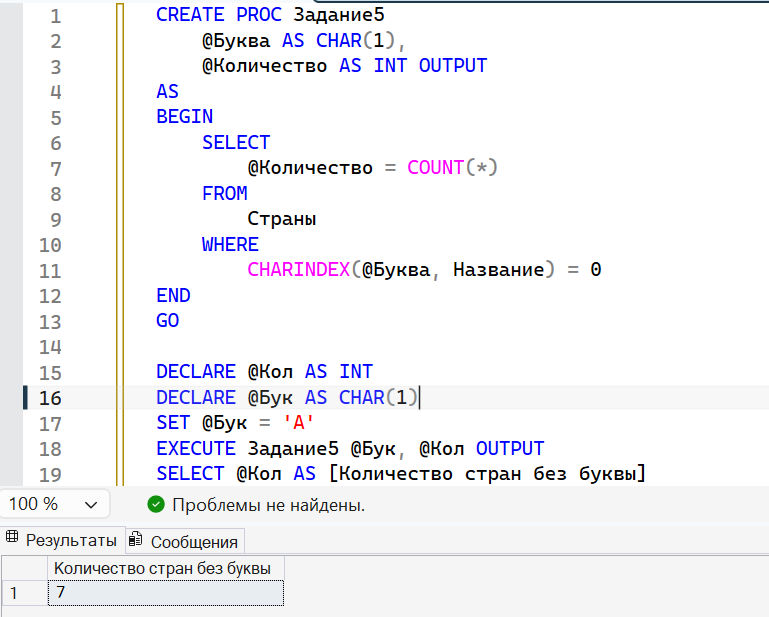 1 CREATE PROC Задание5
2 @Буква AS CHAR(1),
3 @Количество AS INT OUTPUT
4 AS
5 BEGIN
6 SELECT
7 @Количество = COUNT(*)
8 FROM
9 Страны
10 WHERE
11 CHARINDEX(@Буква, Название) = 0
12 END
13 GO
14
15 DECLARE @Кол AS INT
16 DECLARE @Бук AS CHAR(1)
17 SET @Бук = 'А'
18 EXECUTE Задание5 @Бук, @Кол OUTPUT
19 SELECT @Кол AS [Количество стран без буквы]
100 % Проблемы не найдены.
Результаты Сообщения
Количество стран без буквы
1 7